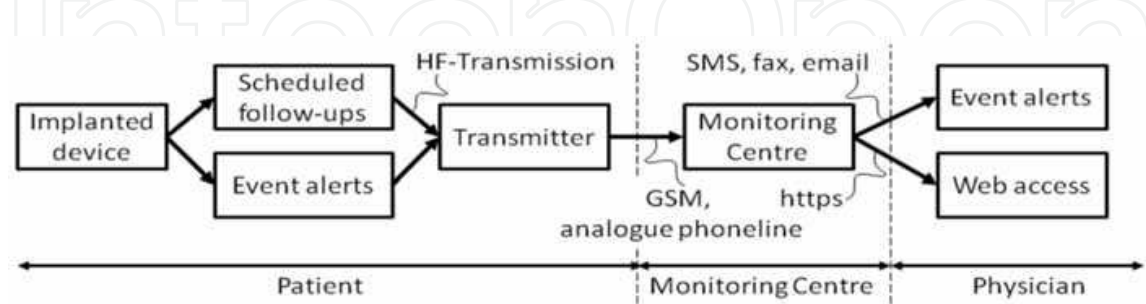 HF-Transmission
SMS, fax, email
Scheduled
follow-ups
Event alerts
Implanted
device
Transmitter
Monitoring
Centre
Event alerts
Web access
GSM,
analogue phoneline
https
Patient
Monitoring Centre
Physician